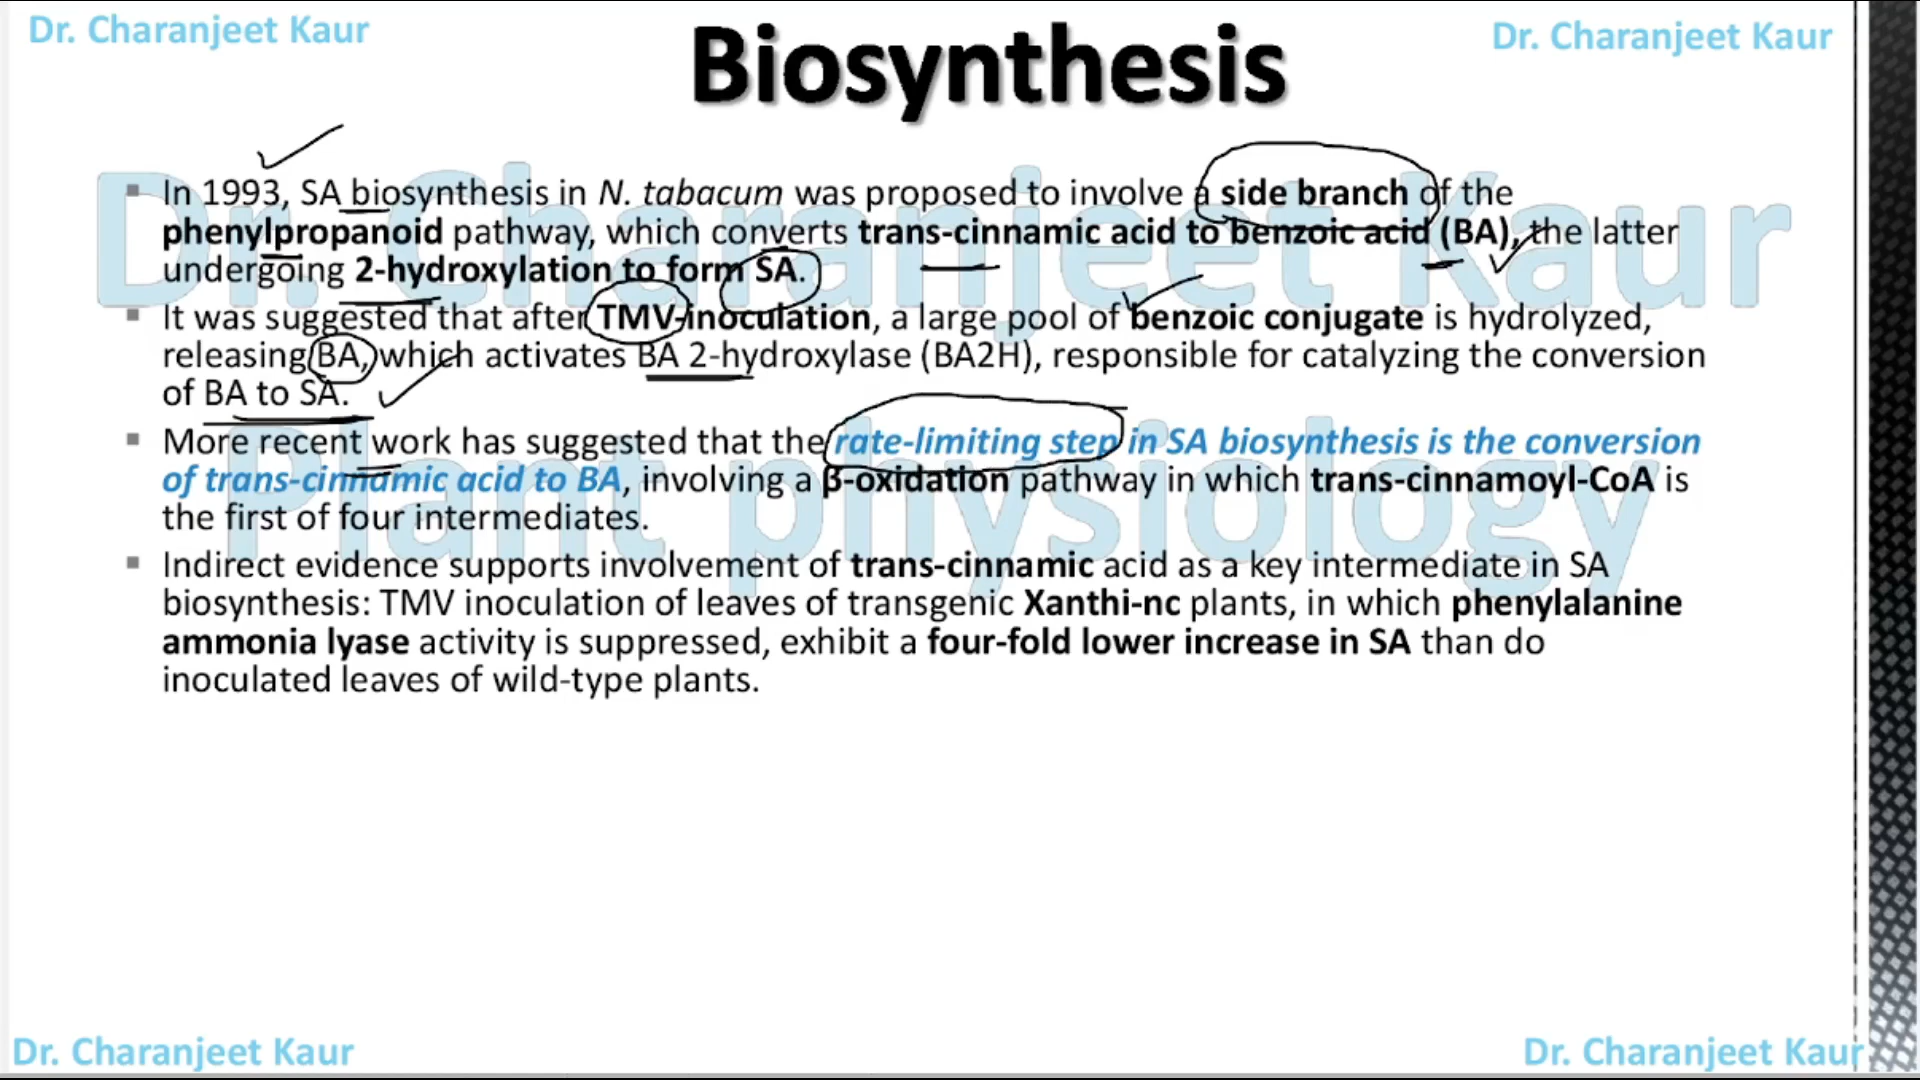 Dr. Charanjeet Kaur
Dr. Charanjeet Kaur
Biosynthesis
In 1993, SA biosynthesis in N. tabacum was proposed to involve a side branch of the
phenylpropanoid pathway, which converts trans-cinnamic acid to benzoic acid (BA), the latter
undergoing 2-hydroxylation to form SA.
It was suggested that after TMV-inoculation, a large pool of benzoic conjugate is hydrolyzed,
releasing BA, which activates BA 2-hydroxylase (BA2H), responsible for catalyzing the conversion
of BA to SA.
More recent work has suggested that the rate-limiting step in SA biosynthesis is the conversion
of trans-cinnamic acid to BA, involving a β-oxidation pathway in which trans-cinnamoyl-CoA is
the first of four intermediates.
Indirect evidence supports involvement of trans-cinnamic acid as a key intermediate in SA
biosynthesis: TMV inoculation of leaves of transgenic Xanthi-nc plants, in which phenylalanine
ammonia lyase activity is suppressed, exhibit a four-fold lower increase in SA than do
inoculated leaves of wild-type plants.
Dr. Charanjeet Kaur
Plant physiology
Dr. Charanjeet Kaur
Dr. Charanjeet Kaur